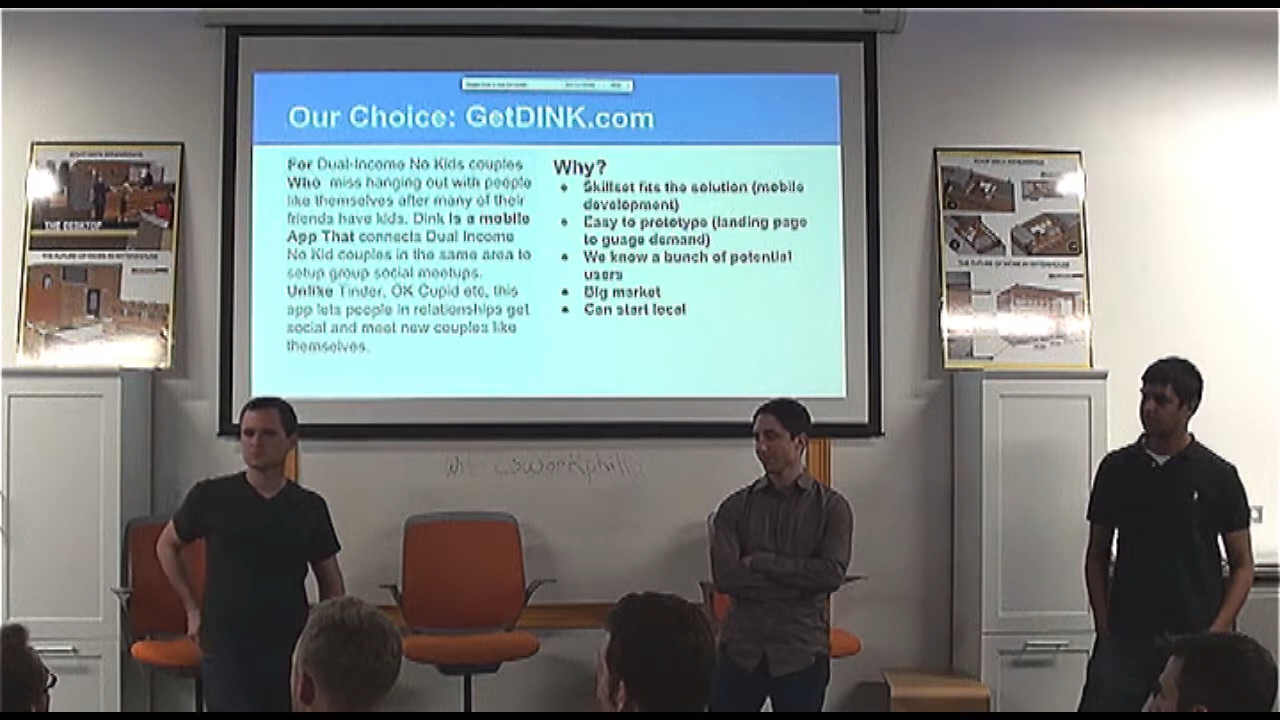 Our Choice: GetDINK.com
For Dual-Income No Kids couples
Who miss hanging out with people
like themselves after many of their
friends have kids. Dink is a mobile
App That connects Dual Income
No Kid couples in the same area to
setup group social meetups.
Unlike Tinder, OK Cupid etc, this
app lets people in relationships get
social and meet new couples like
themselves.
Why?
Skillset fits the solution (mobile
development)
Easy to prototype (landing page
to guage demand)
We know a bunch of potential
users
Big market
Can start local
THE DESKTOP
coworkphilly